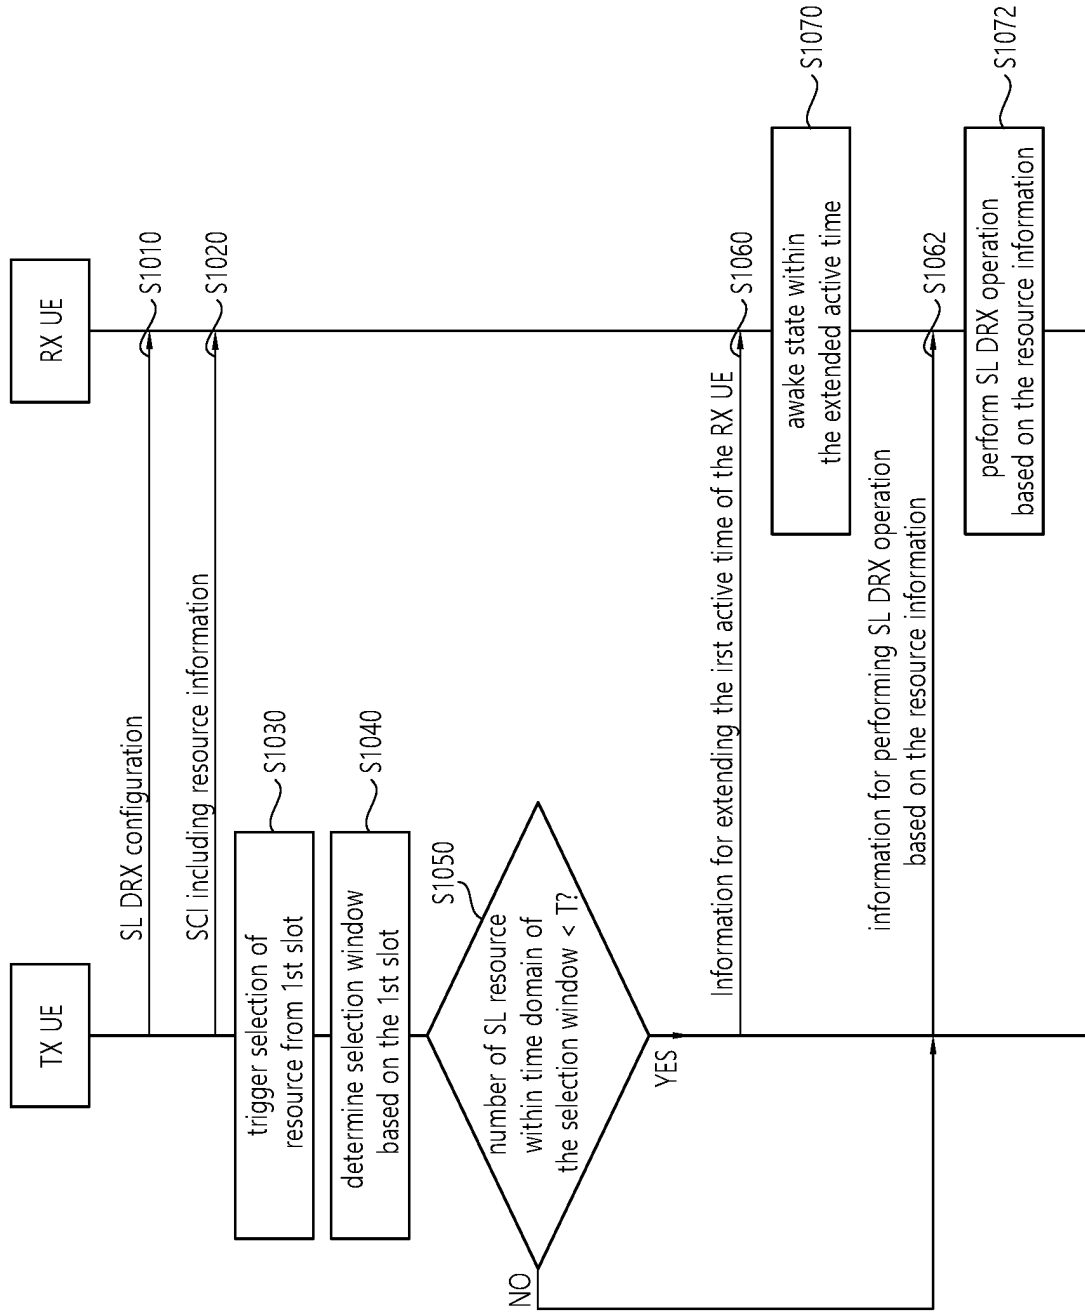 TX UE
RX UE
SL DRX configuration
S1010
SCI including resource information
S1020
trigger selection of
resource from 1st slot
S1030
determine selection window
based on the 1st slot
S1040
number of SL resource
within time domain of
the selection window < T?
S1050
NO
YES
Information for extending the irst active time of the RX UE
S1060
awake state within
the extended active time
S1070
information for performing SL DRX operation
based on the resource information
S1062
perform SL DRX operation
based on the resource information
S1072